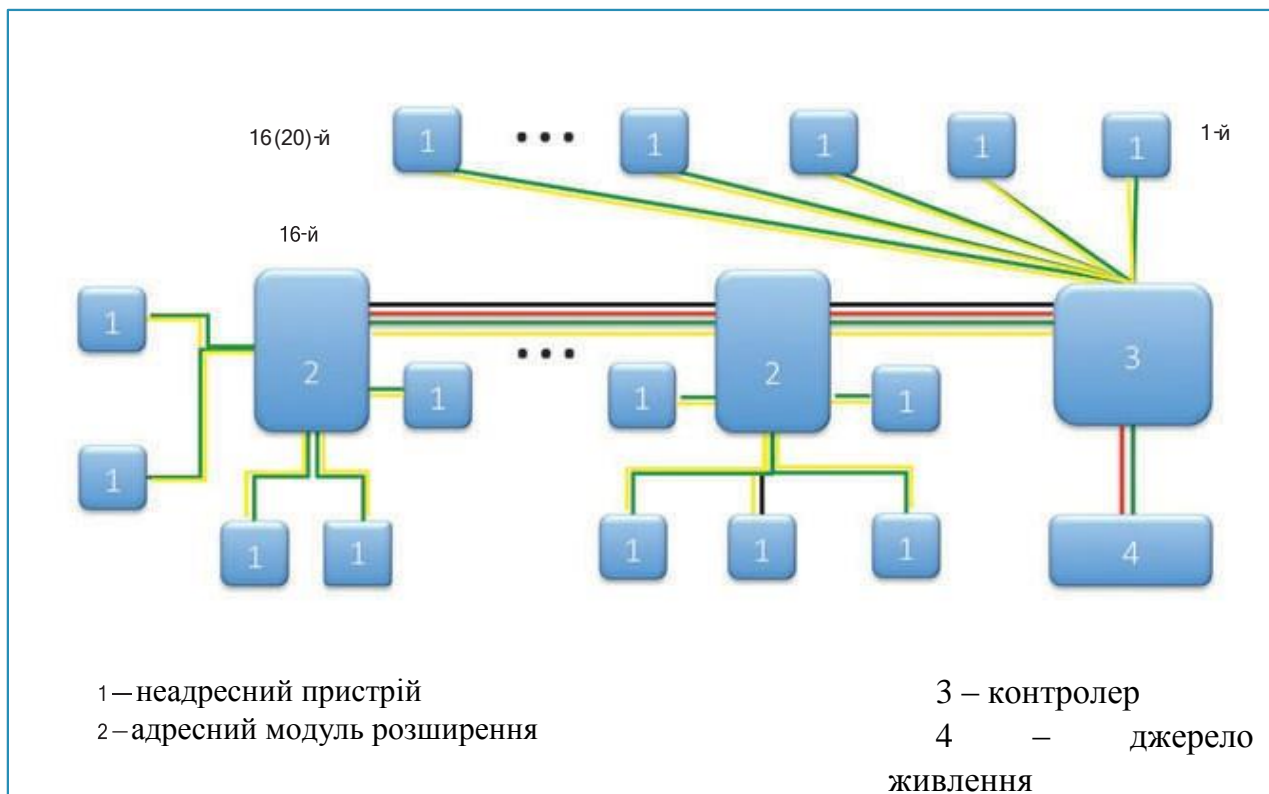 16(20)-й 1 ••• 1 1 1 1 1-й
16-й
1 2 ••• 2 3
1 1 1
1
1 1 1 1 1 4
1 – неадресний пристрій
2 – адресний модуль розширення
3 – контролер
4 – джерело
живлення